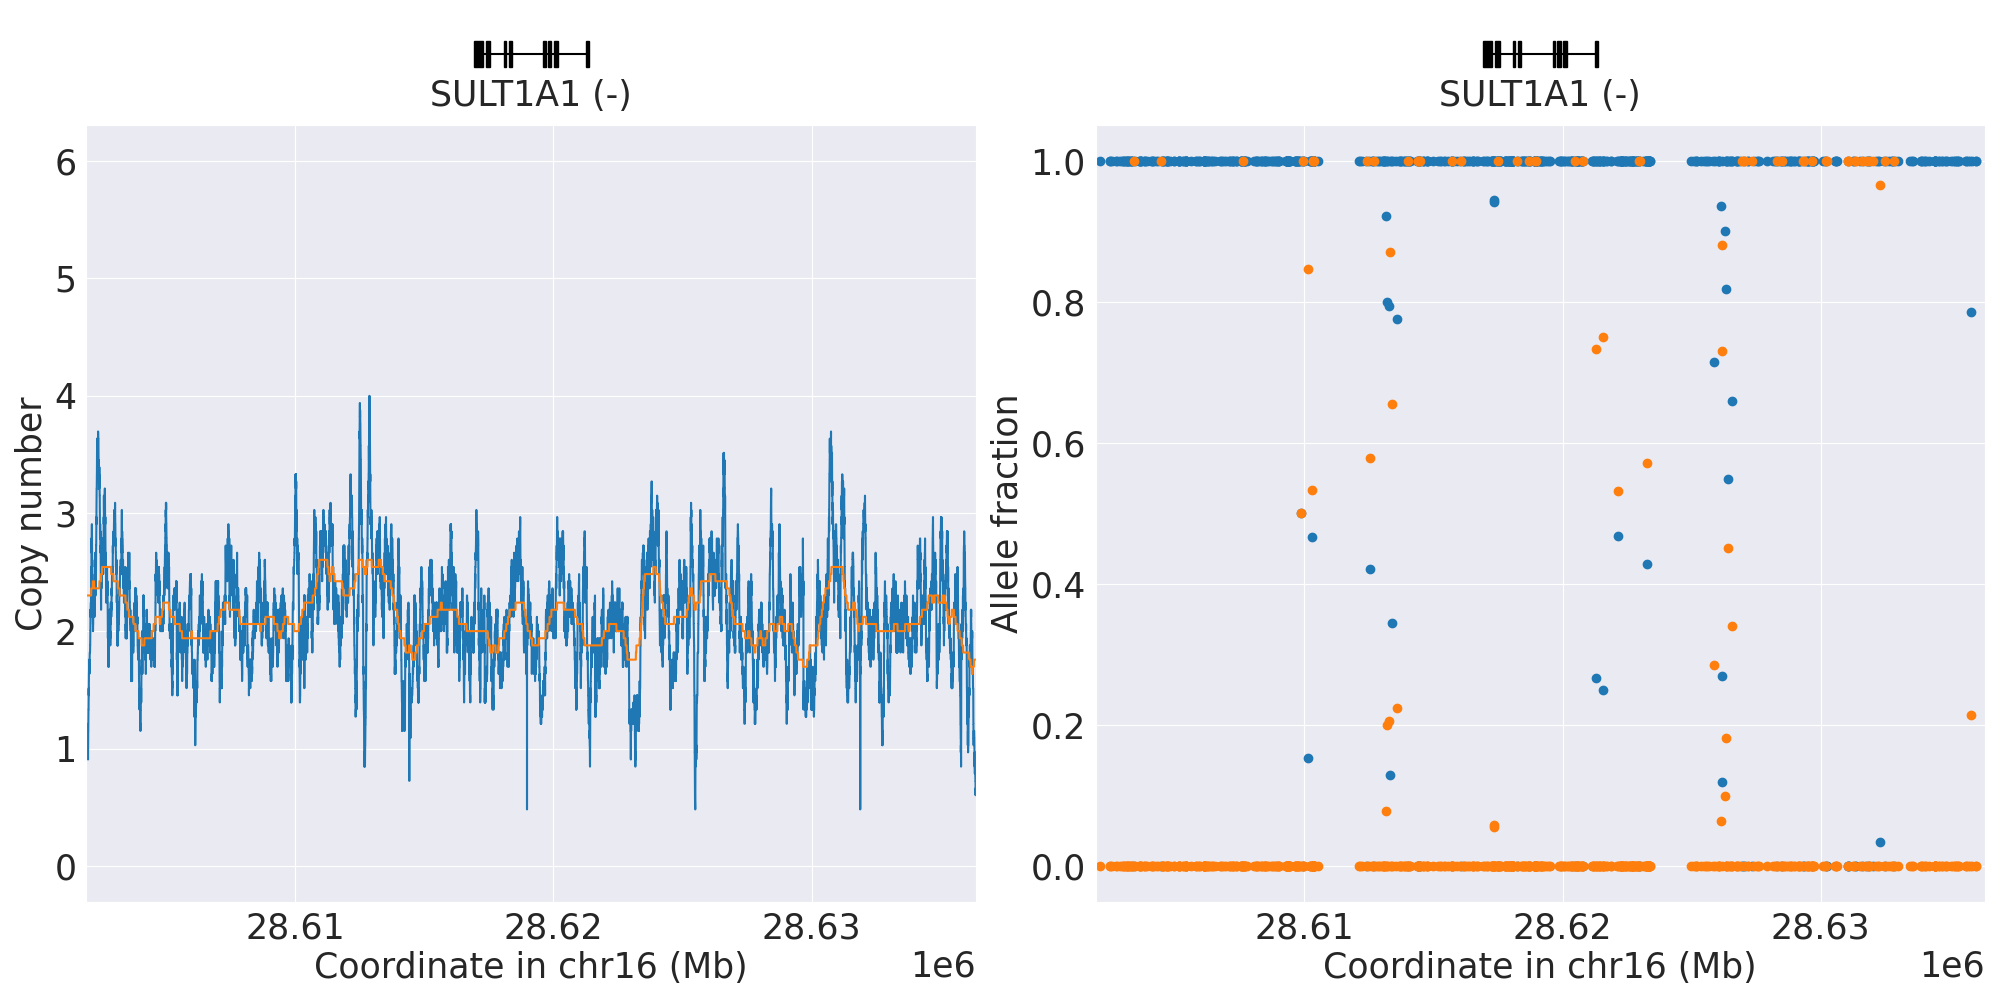 SULT1A1 (-)
6
5
4
3
2
1
0
Copy number
28.61
28.62
28.63
Coordinate in chr16 (Mb)
1e6
SULT1A1 (-)
1.0
0.8
0.6
0.4
0.2
0.0
Allele fraction
28.61
28.62
28.63
Coordinate in chr16 (Mb)
1e6